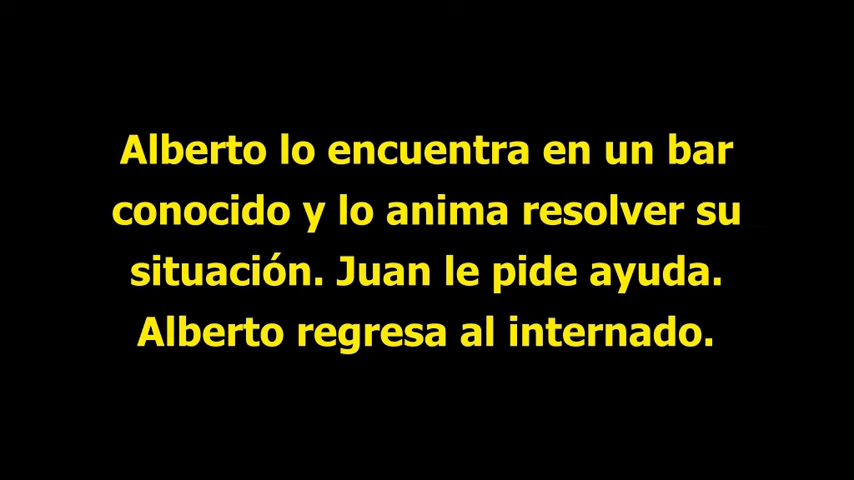 Alberto lo encuentra en un bar
conocido y lo anima resolver su
situación. Juan le pide ayuda.
Alberto regresa al internado.